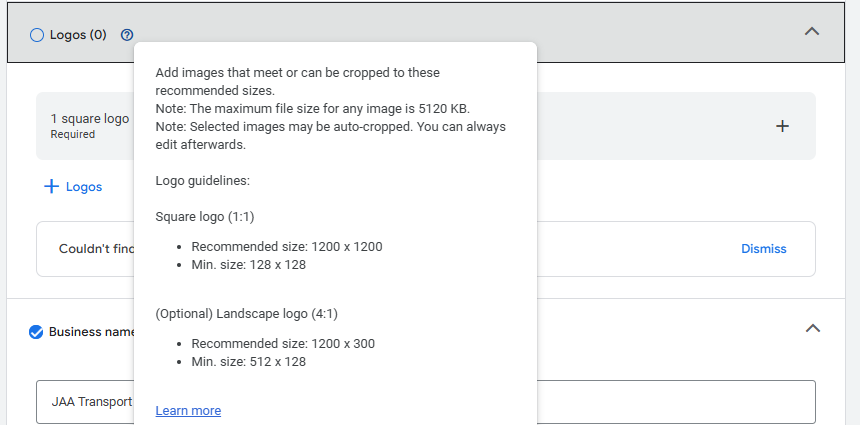 Logos (0)
Add images that meet or can be cropped to these
recommended sizes.
Note: The maximum file size for any image is 5120 KB.
Note: Selected images may be auto-cropped. You can always
edit afterwards.
Logo guidelines:
Square logo (1:1)
• Recommended size: 1200 x 1200
• Min. size: 128 x 128
(Optional) Landscape logo (4:1)
• Recommended size: 1200 x 300
• Min. size: 512 x 128
Learn more
1 square logo
Required
+ Logos
Couldn't find
Dismiss
Business name
JAA Transport